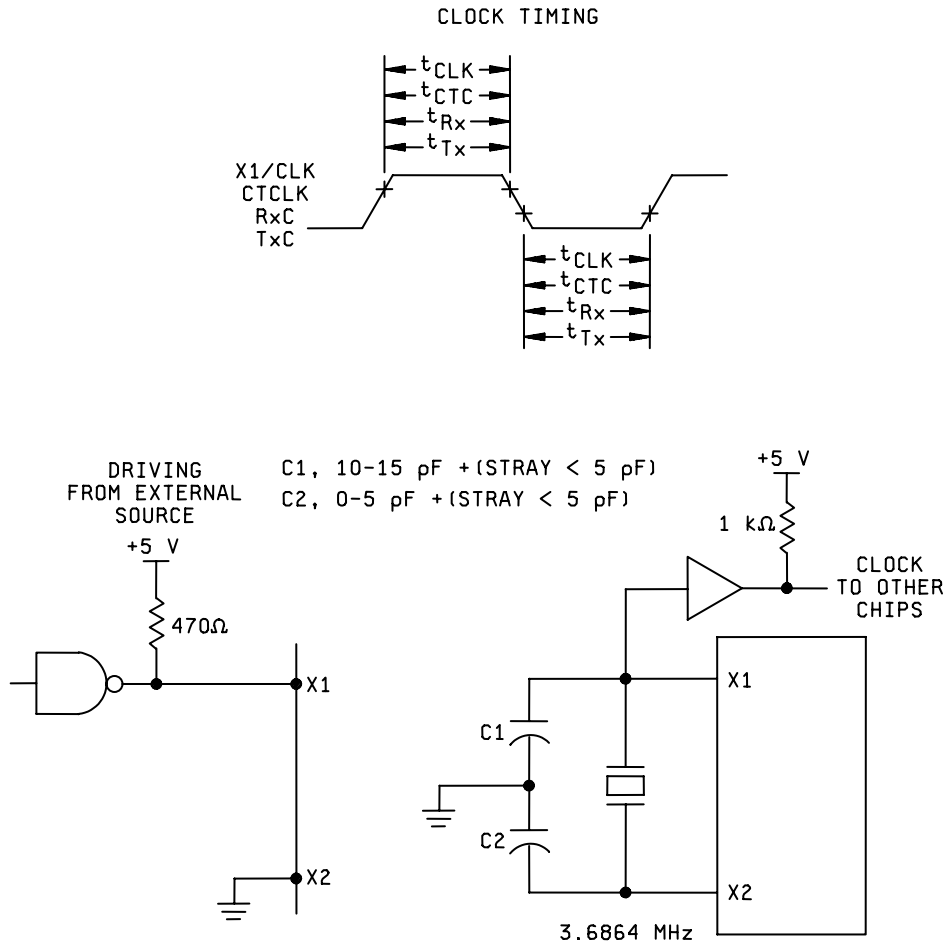 CLOCK TIMING
tCLK
tCTC
tRx
tTx
X1/CLK
CTCLK
RxC
TxC
tCLK
tCTC
tRx
tTx
DRIVING
FROM EXTERNAL
SOURCE
+5 V
470Ω
X1
X2
C1, 10-15 pF +(STRAY < 5 pF)
C2, 0-5 pF +(STRAY < 5 pF)
+5 V
1 kΩ
CLOCK
TO OTHER
CHIPS
X1
C1
C2
X2
3.6864 MHz